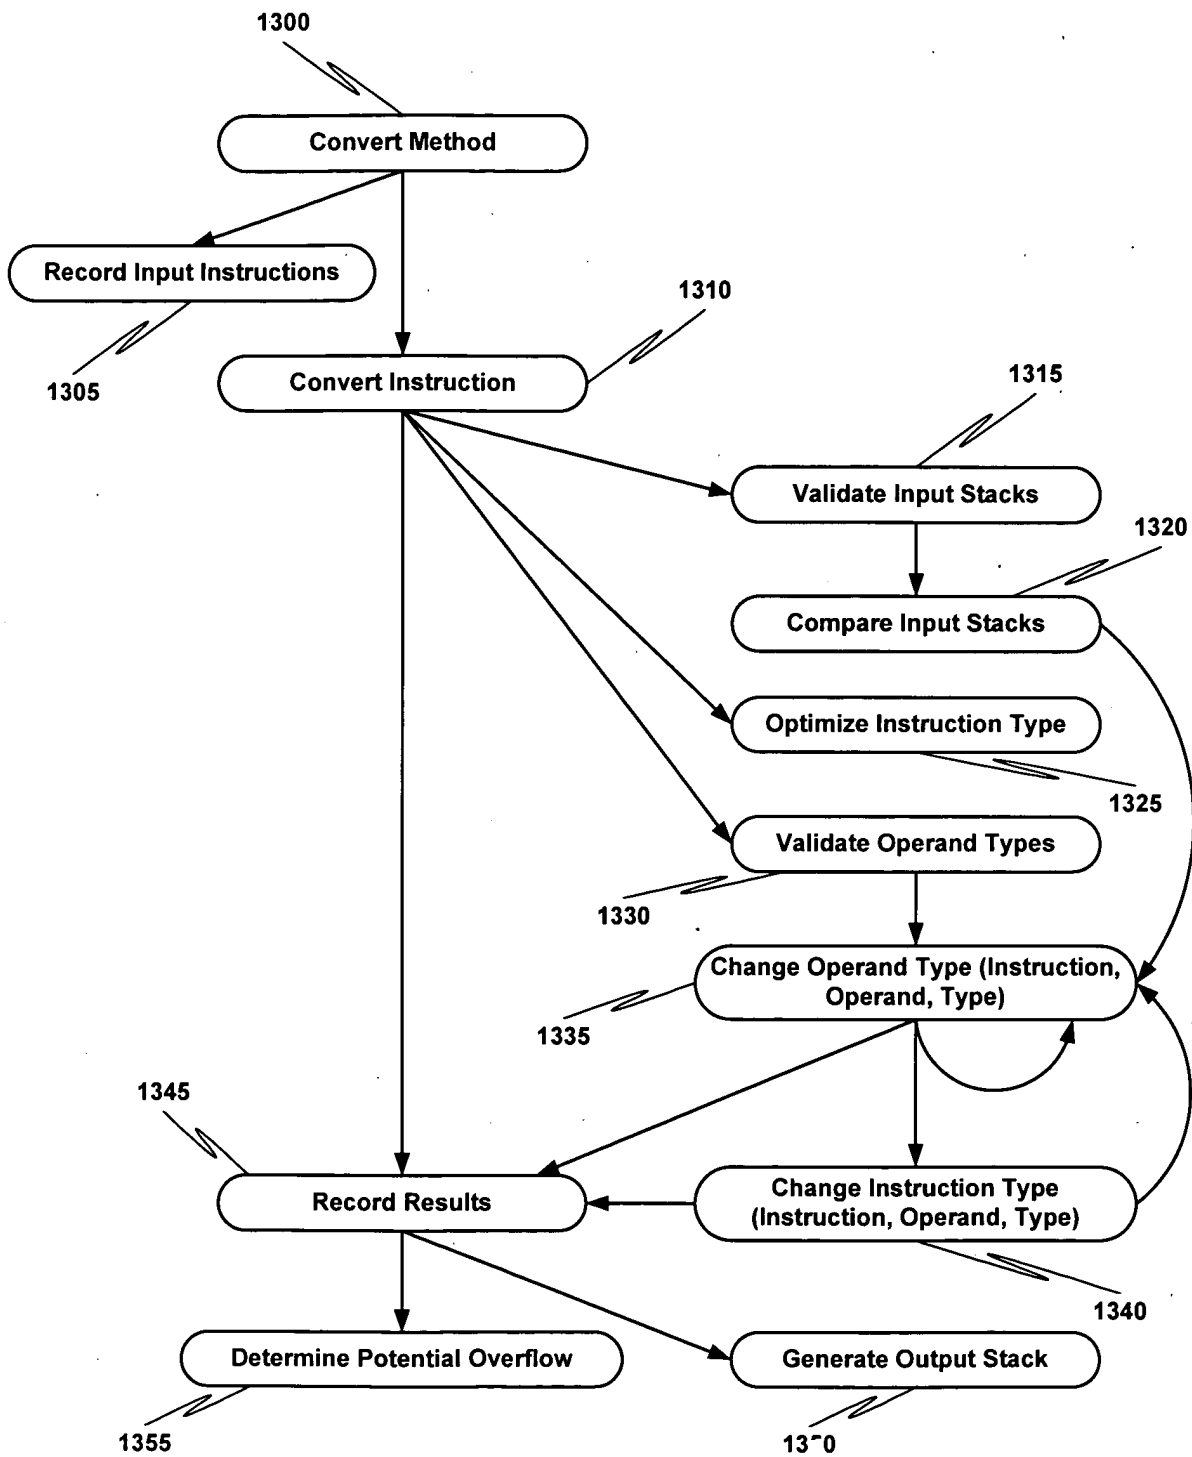 1300
Convert Method
Record Input Instructions
1305
1310
Convert Instruction
1315
Validate Input Stacks
1320
Compare Input Stacks
Optimize Instruction Type
1325
Validate Operand Types
1330
Change Operand Type (Instruction,
Operand, Type)
1335
1345
Record Results
Change Instruction Type
(Instruction, Operand, Type)
1340
Determine Potential Overflow
1355
Generate Output Stack